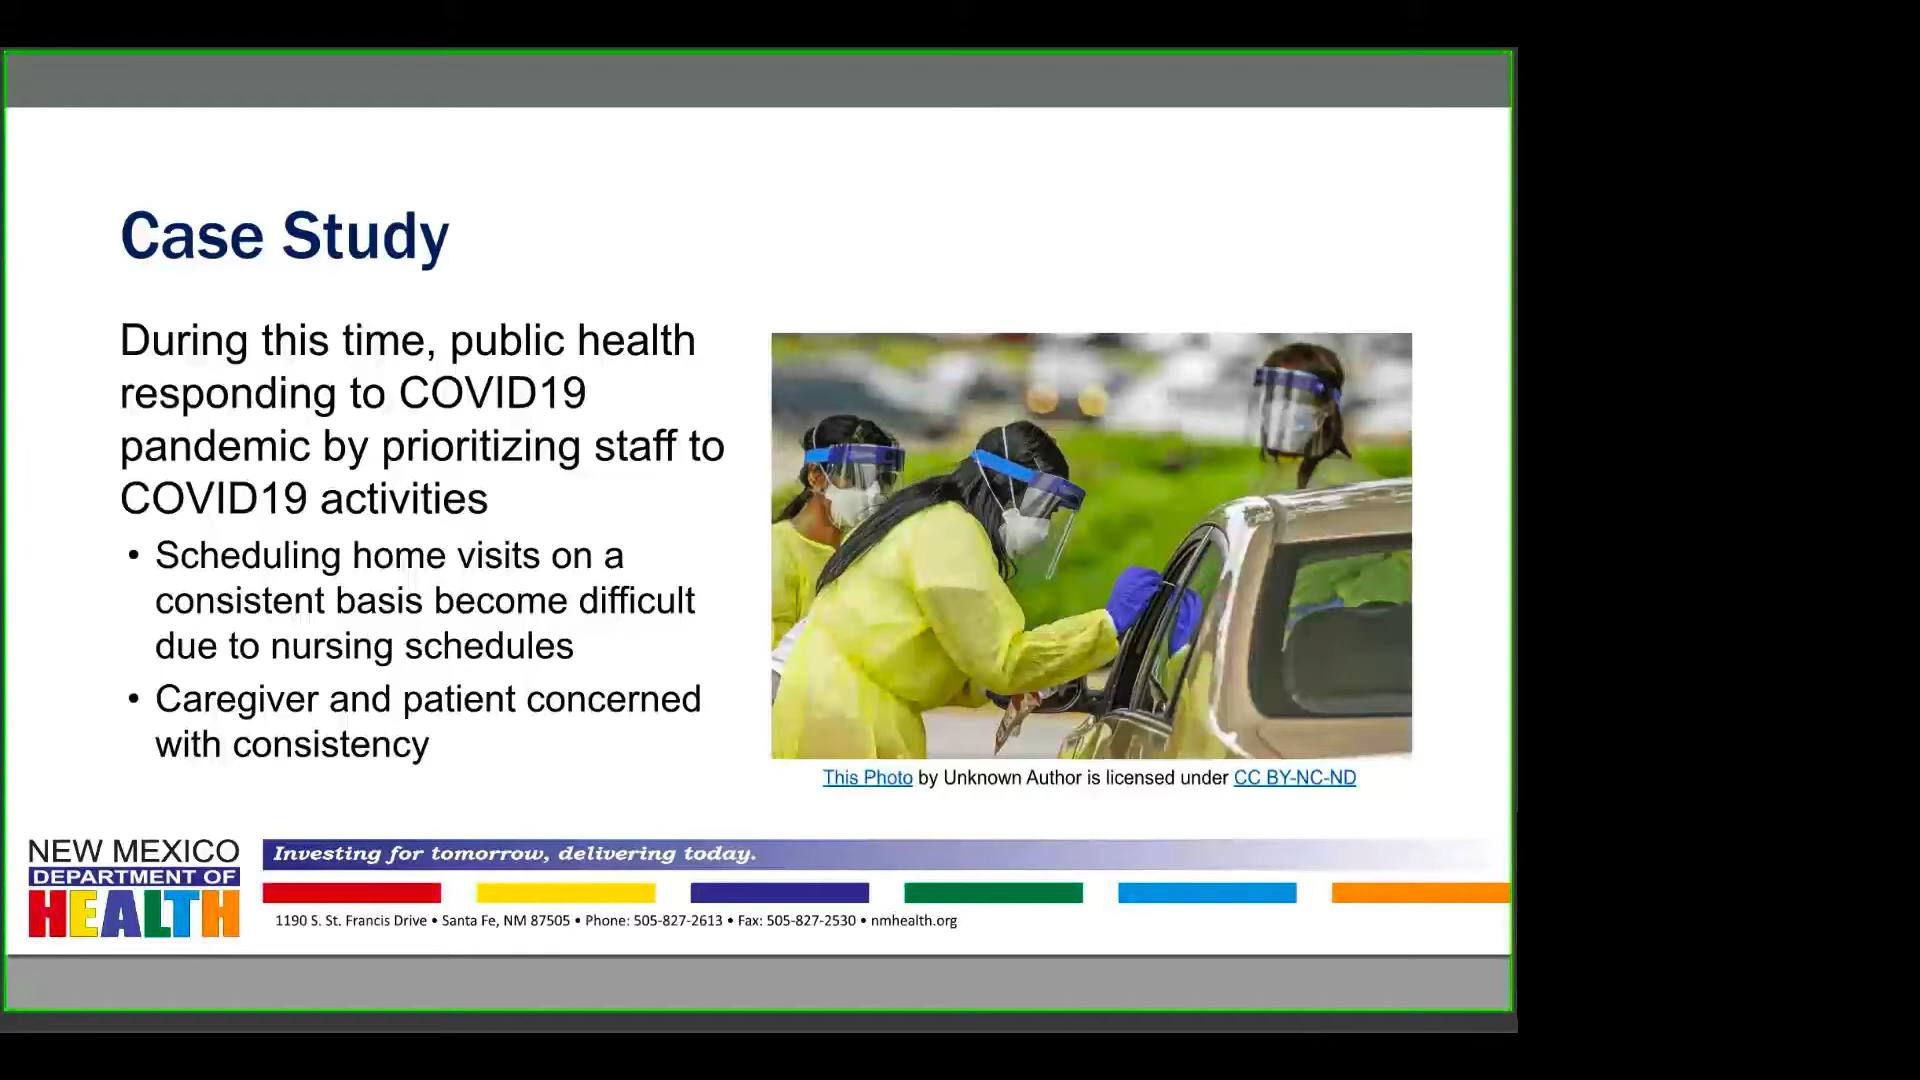 Case Study
During this time, public health
responding to COVID19
pandemic by prioritizing staff to
COVID19 activities
• Scheduling home visits on a
consistent basis become difficult
due to nursing schedules
• Caregiver and patient concerned
with consistency
This Photo by Unknown Author is licensed under CC BY-NC-ND
NEW MEXICO
DEPARTMENT OF
HEALTH
Investing for tomorrow, delivering today.
1190 S. St. Francis Drive • Santa Fe, NM 87505 • Phone: 505-827-2613 • Fax: 505-827-2530 • nmhealth.org